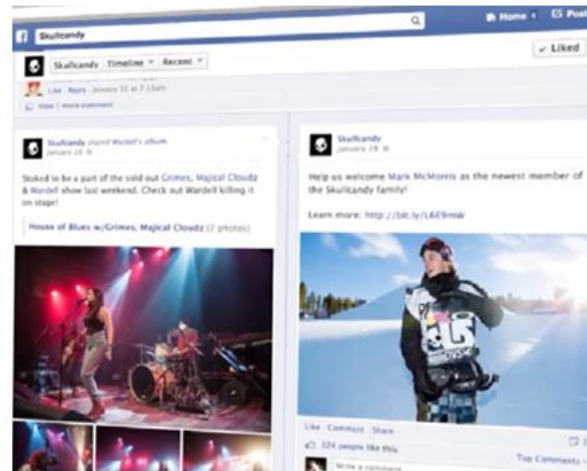 Skullcandy
Home 1
Skullcandy Timeline Recent
Liked
Like Reply January 31 at 7:13am
View 1 more comment
Skullcandy shared Wardell's album
January 28
Stoked to be a part of the sold out Grimes, Majical Cloudz
& Wardell show last weekend. Check out Wardell killing it
on stage!
House of Blues w/Grimes, Majical Cloudz (7 photos)
Skullcandy
January 28
Help us welcome Mark McMorris as the newest member of
the Skullcandy family!
Learn more: http://bit.ly/L6E9mW
Like Comment Share
324 people like this
Top Comments
Write a comment